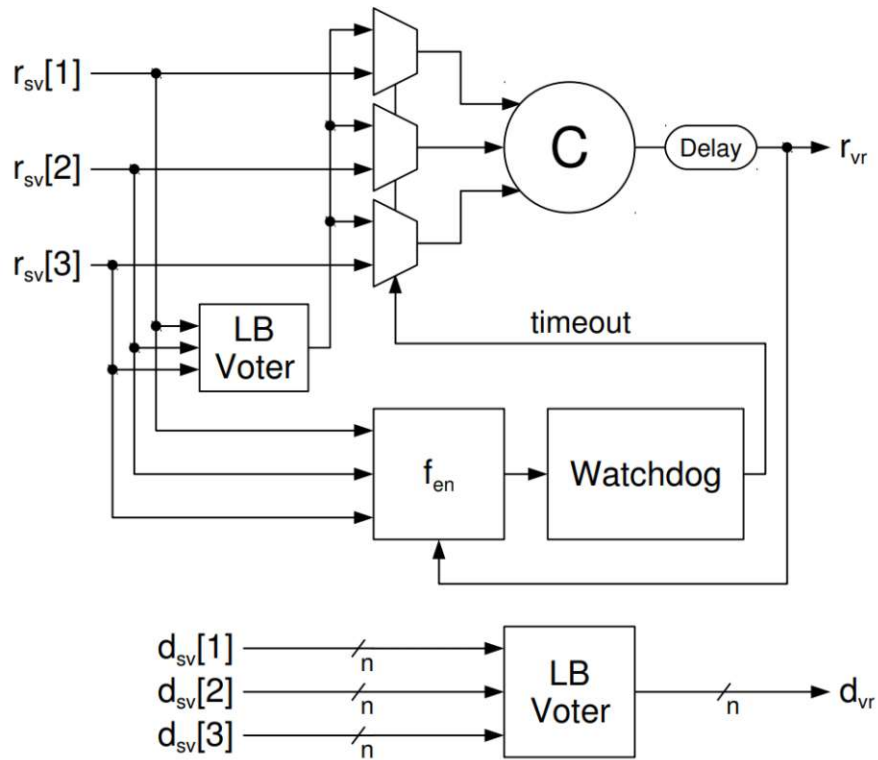 r_sv[1]
r_sv[2]
r_sv[3]
C
Delay
r_vr
LB
Voter
timeout
f_en
Watchdog
d_sv[1]
n
d_sv[2]
n
d_sv[3]
n
LB
Voter
n
d_vr